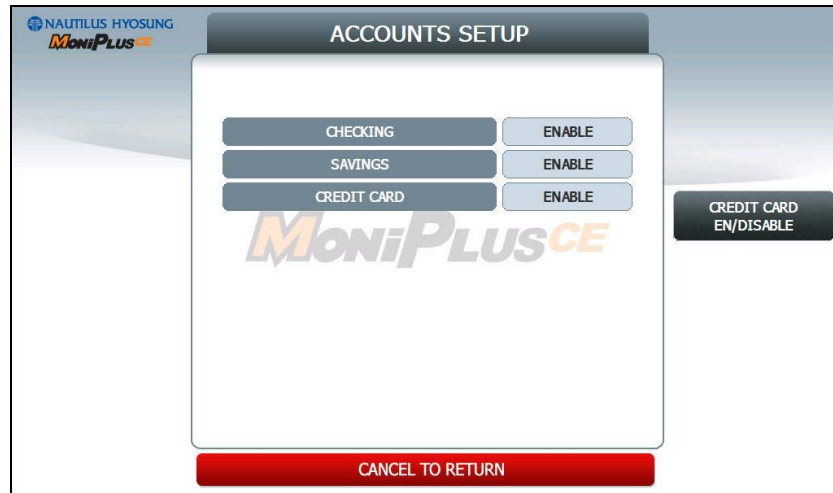 NAUTILUS HYOSUNG
MoniPlusCE
ACCOUNTS SETUP
CHECKING ENABLE
SAVINGS ENABLE
CREDIT CARD ENABLE
MoniPlusCE
CREDIT CARD
EN/DISABLE
CANCEL TO RETURN